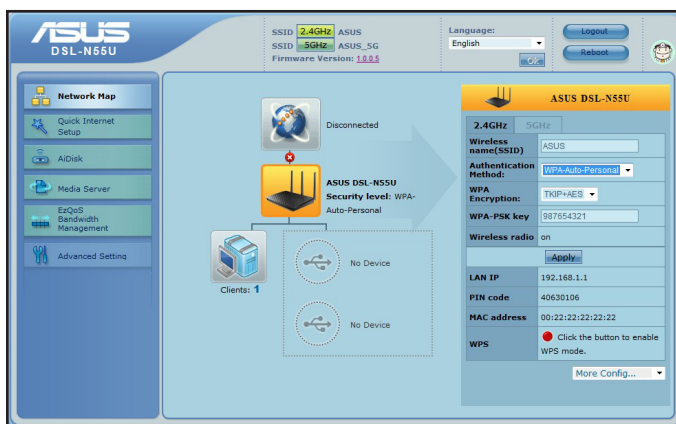 ASUS
DSL-N55U
SSID 2.4GHz ASUS
SSID 5GHz ASUS_5G
Firmware Version: 1.0.0.5
Language:
English
Ok
Logout
Reboot
Network Map
Quick Internet
Setup
AiDisk
Media Server
EzQoS
Bandwidth
Management
Advanced Setting
Disconnected
ASUS DSL-N55U
Security level: WPA-
Auto-Personal
Clients: 1
No Device
No Device
ASUS DSL-N55U
2.4GHz 5GHz
Wireless
name(SSID) ASUS
Authentication
Method: WPA-Auto-Personal
WPA
Encryption: TKIP+AES
WPA-PSK key 987654321
Wireless radio on
Apply
LAN IP 192.168.1.1
PIN code 40630106
MAC address 00:22:22:22:22:22
WPS Click the button to enable
WPS mode.
More Config...